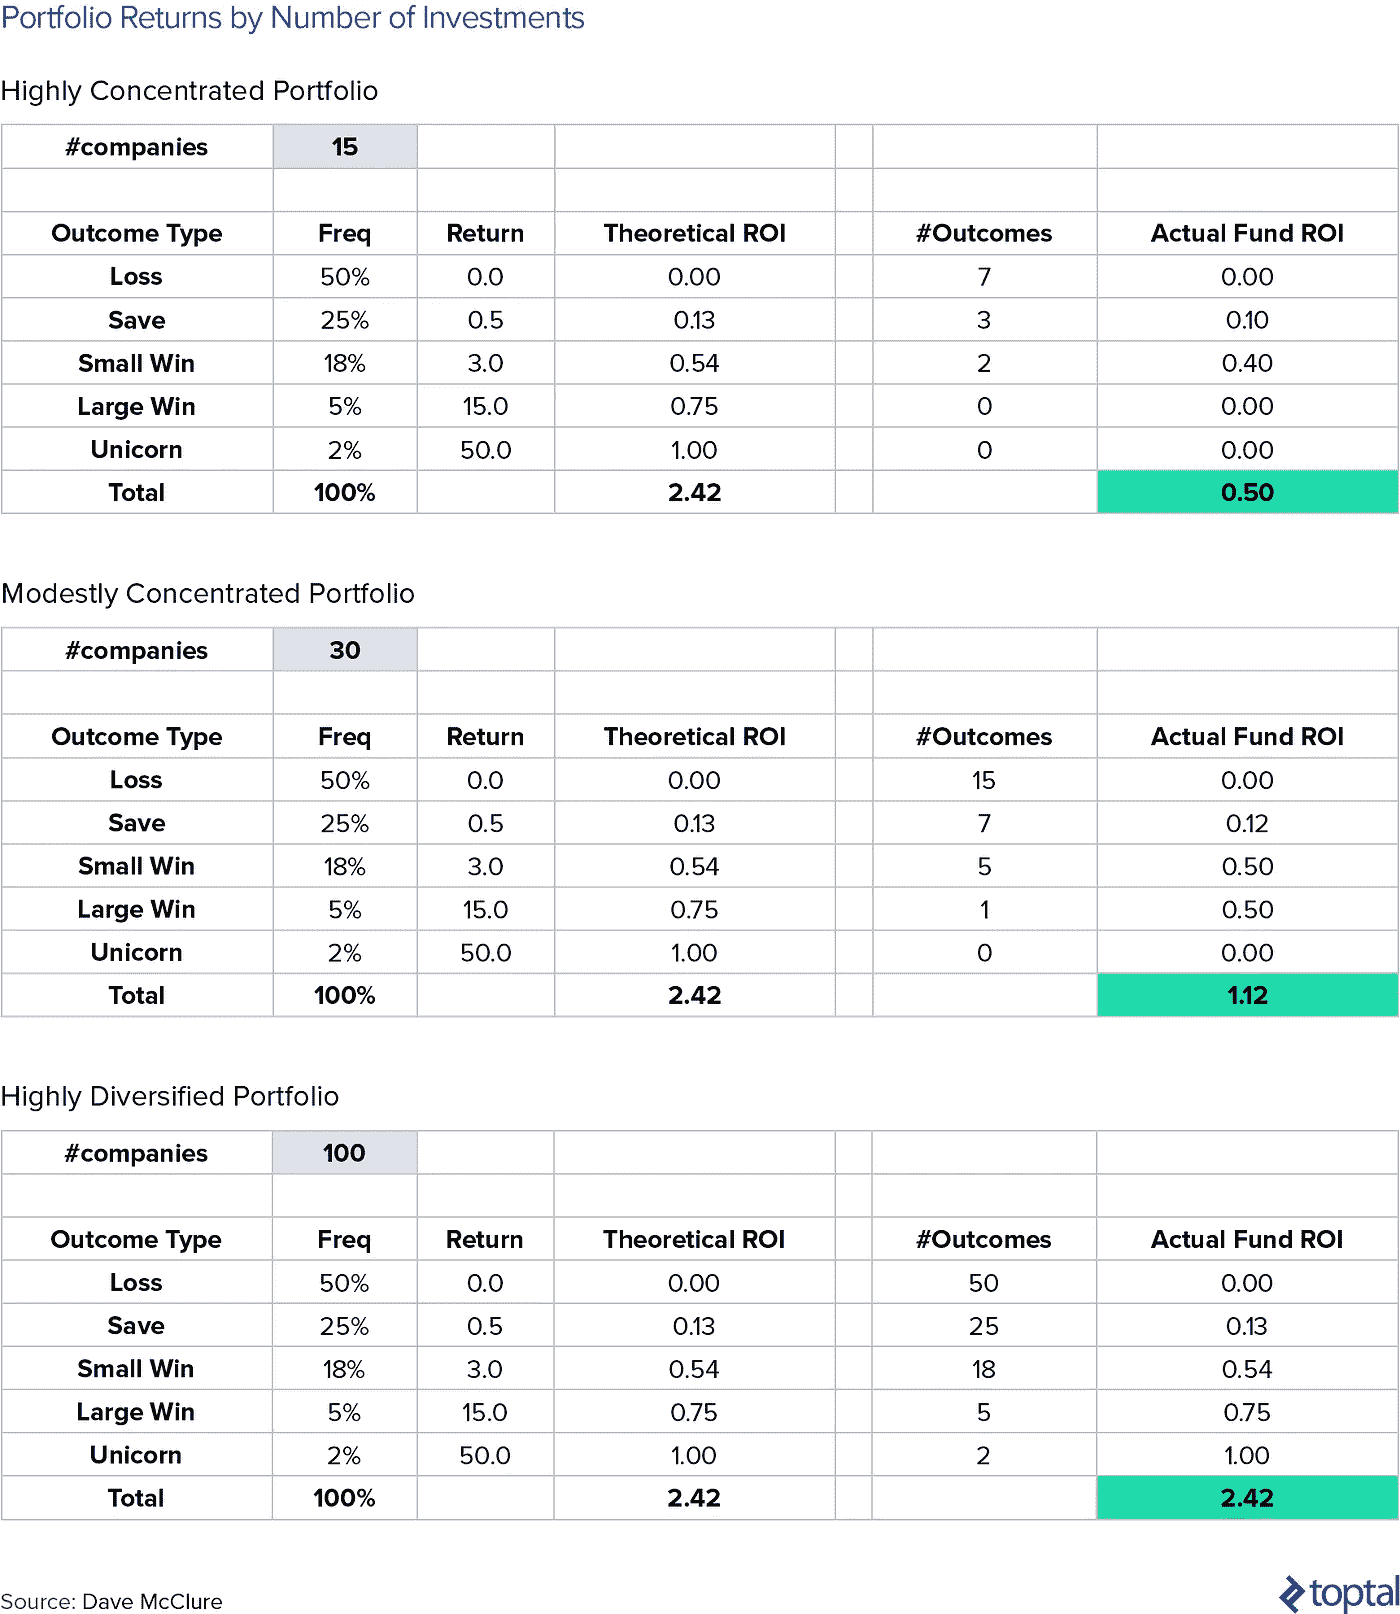 Portfolio Returns by Number of Investments
Highly Concentrated Portfolio
#companies 15
Outcome Type Freq Return Theoretical ROI #Outcomes Actual Fund ROI
Loss 50% 0.0 0.00 7 0.00
Save 25% 0.5 0.13 3 0.10
Small Win 18% 3.0 0.54 2 0.40
Large Win 5% 15.0 0.75 0 0.00
Unicorn 2% 50.0 1.00 0 0.00
Total 100% 2.42 0.50
Modestly Concentrated Portfolio
#companies 30
Outcome Type Freq Return Theoretical ROI #Outcomes Actual Fund ROI
Loss 50% 0.0 0.00 15 0.00
Save 25% 0.5 0.13 7 0.12
Small Win 18% 3.0 0.54 5 0.50
Large Win 5% 15.0 0.75 1 0.50
Unicorn 2% 50.0 1.00 0 0.00
Total 100% 2.42 1.12
Highly Diversified Portfolio
#companies 100
Outcome Type Freq Return Theoretical ROI #Outcomes Actual Fund ROI
Loss 50% 0.0 0.00 50 0.00
Save 25% 0.5 0.13 25 0.13
Small Win 18% 3.0 0.54 18 0.54
Large Win 5% 15.0 0.75 5 0.75
Unicorn 2% 50.0 1.00 2 1.00
Total 100% 2.42 2.42
Source: Dave McClure
toptal